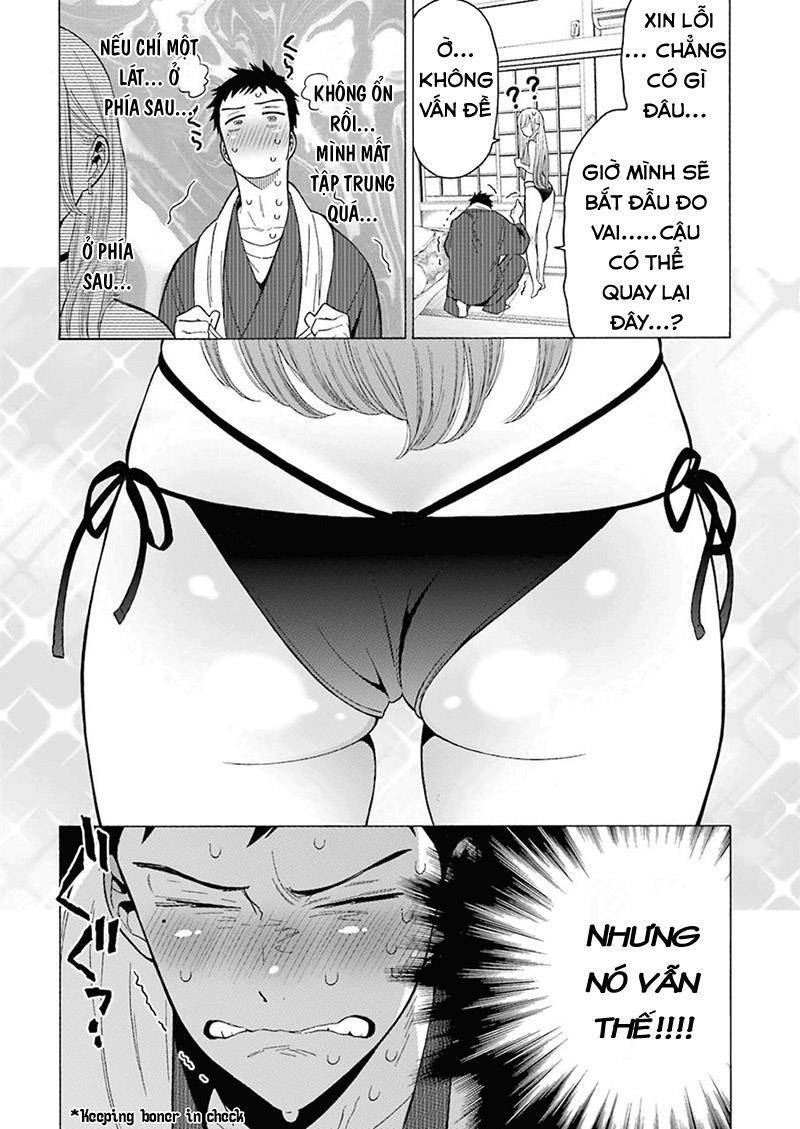 XIN LỖI
... CHẲNG
CÓ GÌ
ĐÂU...
GIỜ MÌNH SẼ
BẮT ĐẦU ĐO
VAI.....CẬU
CÓ THỂ
QUAY LẠI
ĐÂY...?
? ?
Ờ...
KHÔNG
VẤN ĐỀ
KHÔNG ỔN
RỒI...
MÌNH MẤT
TẬP TRUNG
QUÁ...
NẾU CHỈ MỘT
LÁT... Ở
PHÍA SAU...
Ở PHÍA
SAU...
NHƯNG
NÓ VẪN
THẾ!!!!
*Keeping boner in check